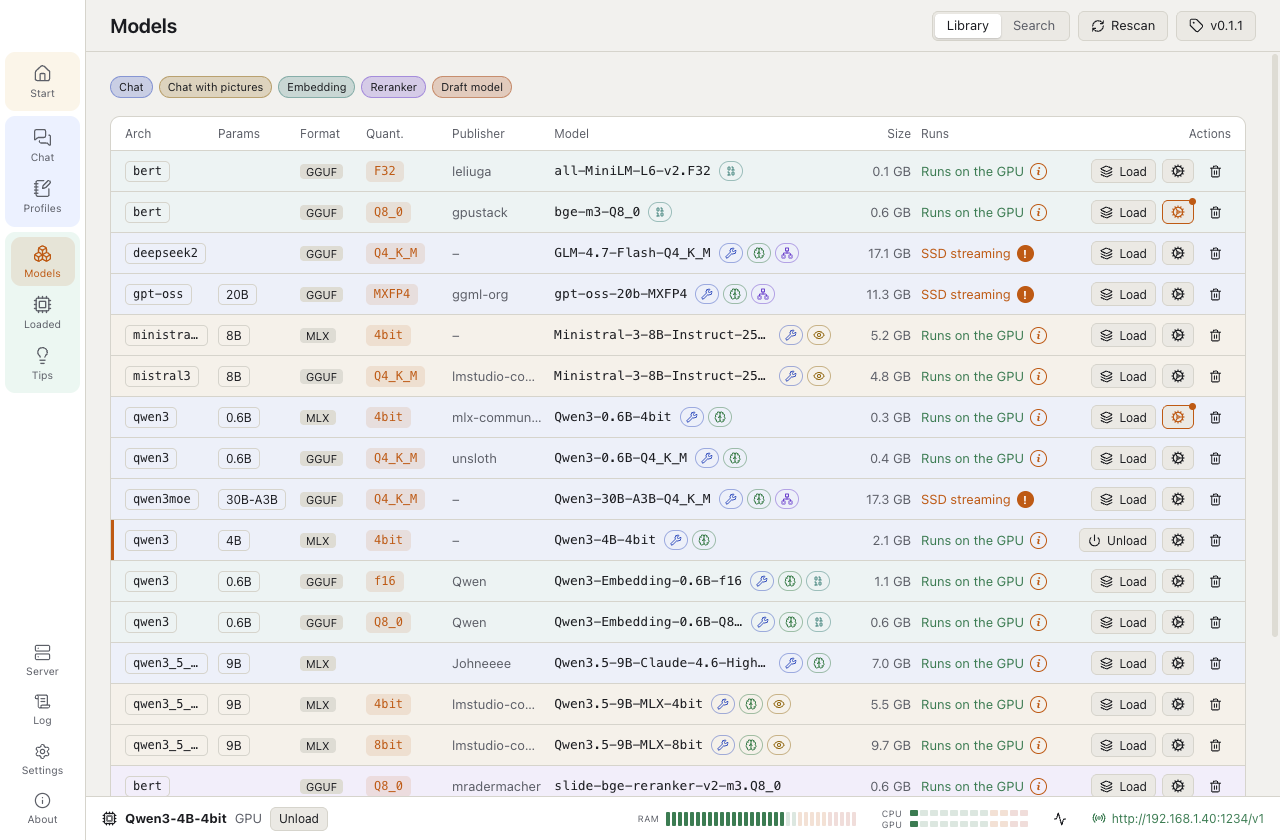 Models
Library Search Rescan v0.1.1
Start
Chat
Profiles
Models
Loaded
Tips
Server
Log
Settings
About
Chat Chat with pictures Embedding Reranker Draft model
Arch Params Format Quant. Publisher Model Size Runs Actions
bert GGUF F32 leliuga all-MiniLM-L6-v2.F32 0.1 GB Runs on the GPU Load
bert GGUF Q8_0 gpustack bge-m3-Q8_0 0.6 GB Runs on the GPU Load
deepseek2 GGUF Q4_K_M – GLM-4.7-Flash-Q4_K_M 17.1 GB SSD streaming Load
gpt-oss 20B GGUF MXFP4 ggml-org gpt-oss-20b-MXFP4 11.3 GB SSD streaming Load
ministra… 8B MLX 4bit – Ministral-3-8B-Instruct-25… 5.2 GB Runs on the GPU Load
mistral3 8B GGUF Q4_K_M lmstudio-co… Ministral-3-8B-Instruct-25… 4.8 GB Runs on the GPU Load
qwen3 0.6B MLX 4bit mlx-commun… Qwen3-0.6B-4bit 0.3 GB Runs on the GPU Load
qwen3 0.6B GGUF Q4_K_M unsloth Qwen3-0.6B-Q4_K_M 0.4 GB Runs on the GPU Load
qwen3moe 30B-A3B GGUF Q4_K_M – Qwen3-30B-A3B-Q4_K_M 17.3 GB SSD streaming Load
qwen3 4B MLX 4bit – Qwen3-4B-4bit 2.1 GB Runs on the GPU Unload
qwen3 0.6B GGUF f16 Qwen Qwen3-Embedding-0.6B-f16 1.1 GB Runs on the GPU Load
qwen3 0.6B GGUF Q8_0 Qwen Qwen3-Embedding-0.6B-Q8… 0.6 GB Runs on the GPU Load
qwen3_5_… 9B MLX Johneeee Qwen3.5-9B-Claude-4.6-High… 7.0 GB Runs on the GPU Load
qwen3_5_… 9B MLX 4bit lmstudio-co… Qwen3.5-9B-MLX-4bit 5.5 GB Runs on the GPU Load
qwen3_5_… 9B MLX 8bit lmstudio-co… Qwen3.5-9B-MLX-8bit 9.7 GB Runs on the GPU Load
bert GGUF Q8_0 mradermacher slide-bge-reranker-v2-m3.Q8_0 0.6 GB Runs on the GPU Load
Qwen3-4B-4bit GPU Unload RAM CPU GPU http://192.168.1.40:1234/v1